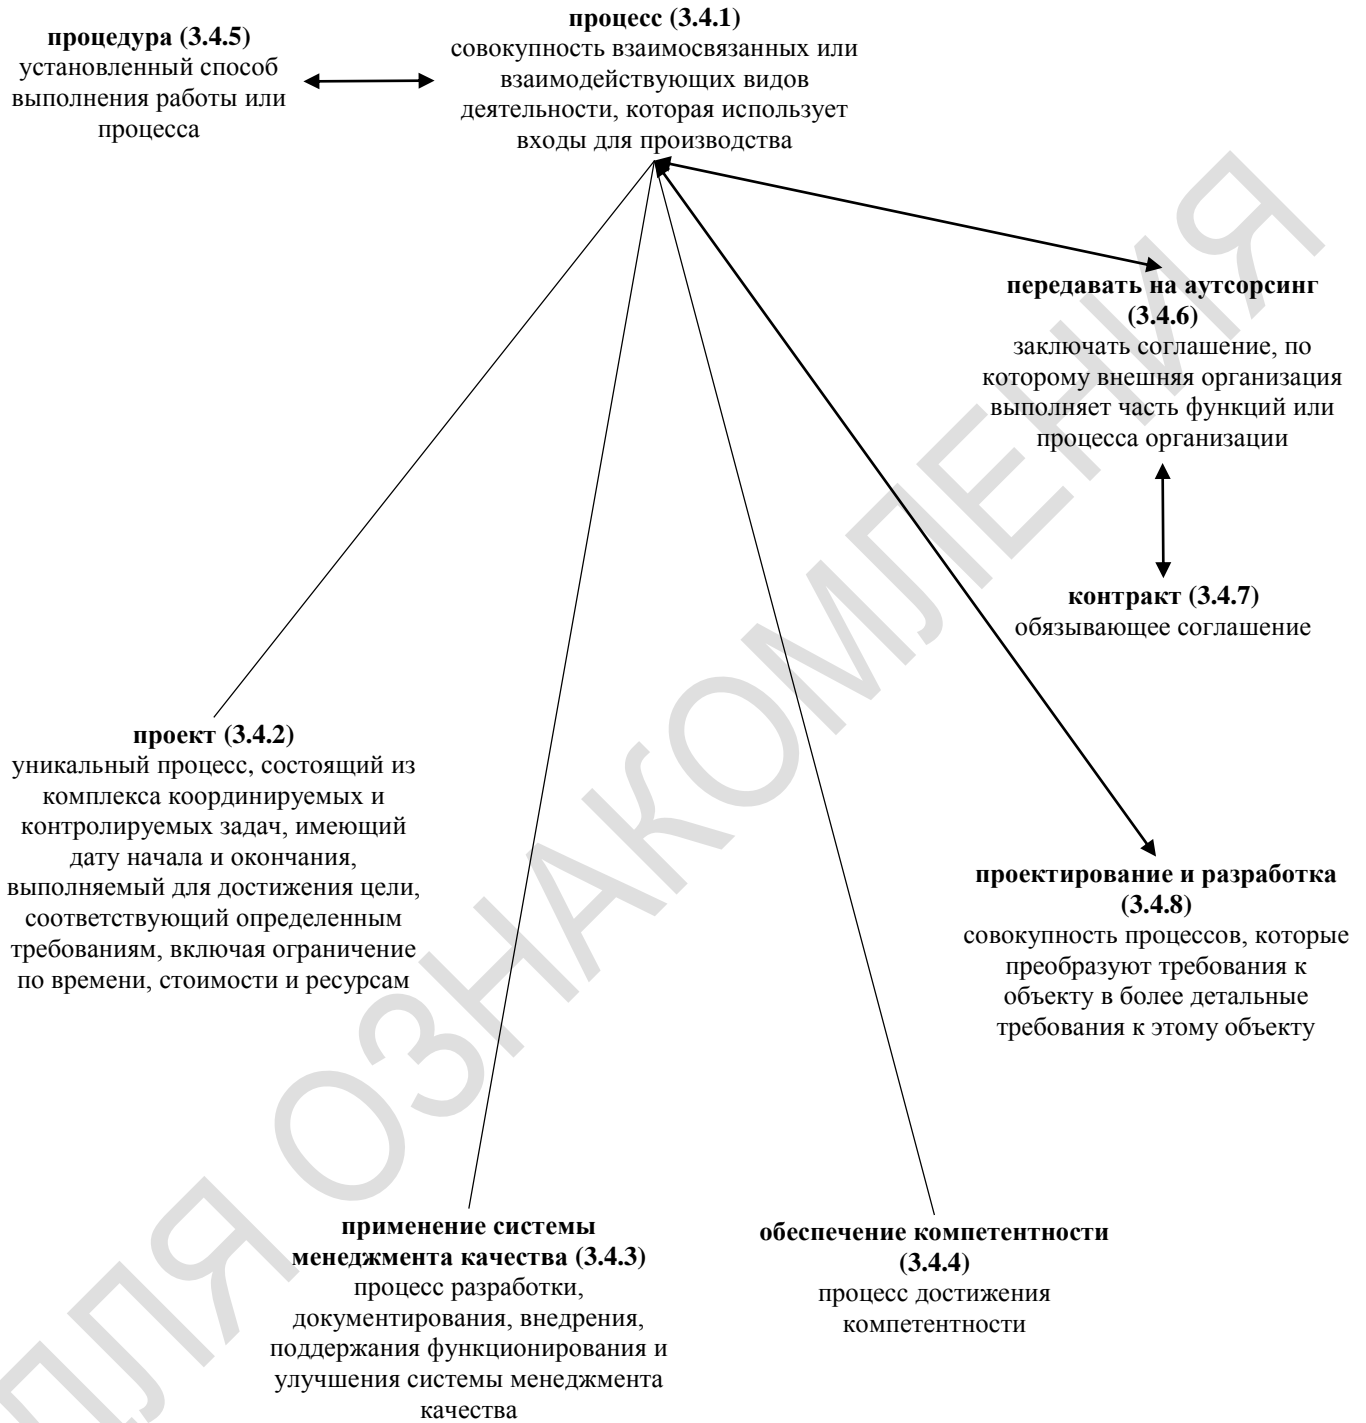 процедура (3.4.5)
установленный способ
выполнения работы или
процесса
процесс (3.4.1)
совокупность взаимосвязанных или
взаимодействующих видов
деятельности, которая использует
входы для производства
передавать на аутсорсинг
(3.4.6)
заключать соглашение, по
которому внешняя организация
выполняет часть функций или
процесса организации
контракт (3.4.7)
обязывающее соглашение
проект (3.4.2)
уникальный процесс, состоящий из
комплекса координируемых и
контролируемых задач, имеющий
дату начала и окончания,
выполняемый для достижения цели,
соответствующий определенным
требованиям, включая ограничение
по времени, стоимости и ресурсам
проектирование и разработка
(3.4.8)
совокупность процессов, которые
преобразуют требования к
объекту в более детальные
требования к этому объекту
применение системы
менеджмента качества (3.4.3)
процесс разработки,
документирования, внедрения,
поддержания функционирования и
улучшения системы менеджмента
качества
обеспечение компетентности
(3.4.4)
процесс достижения
компетентности
ДЛЯ ОЗНАКОМЛЕНИЯ